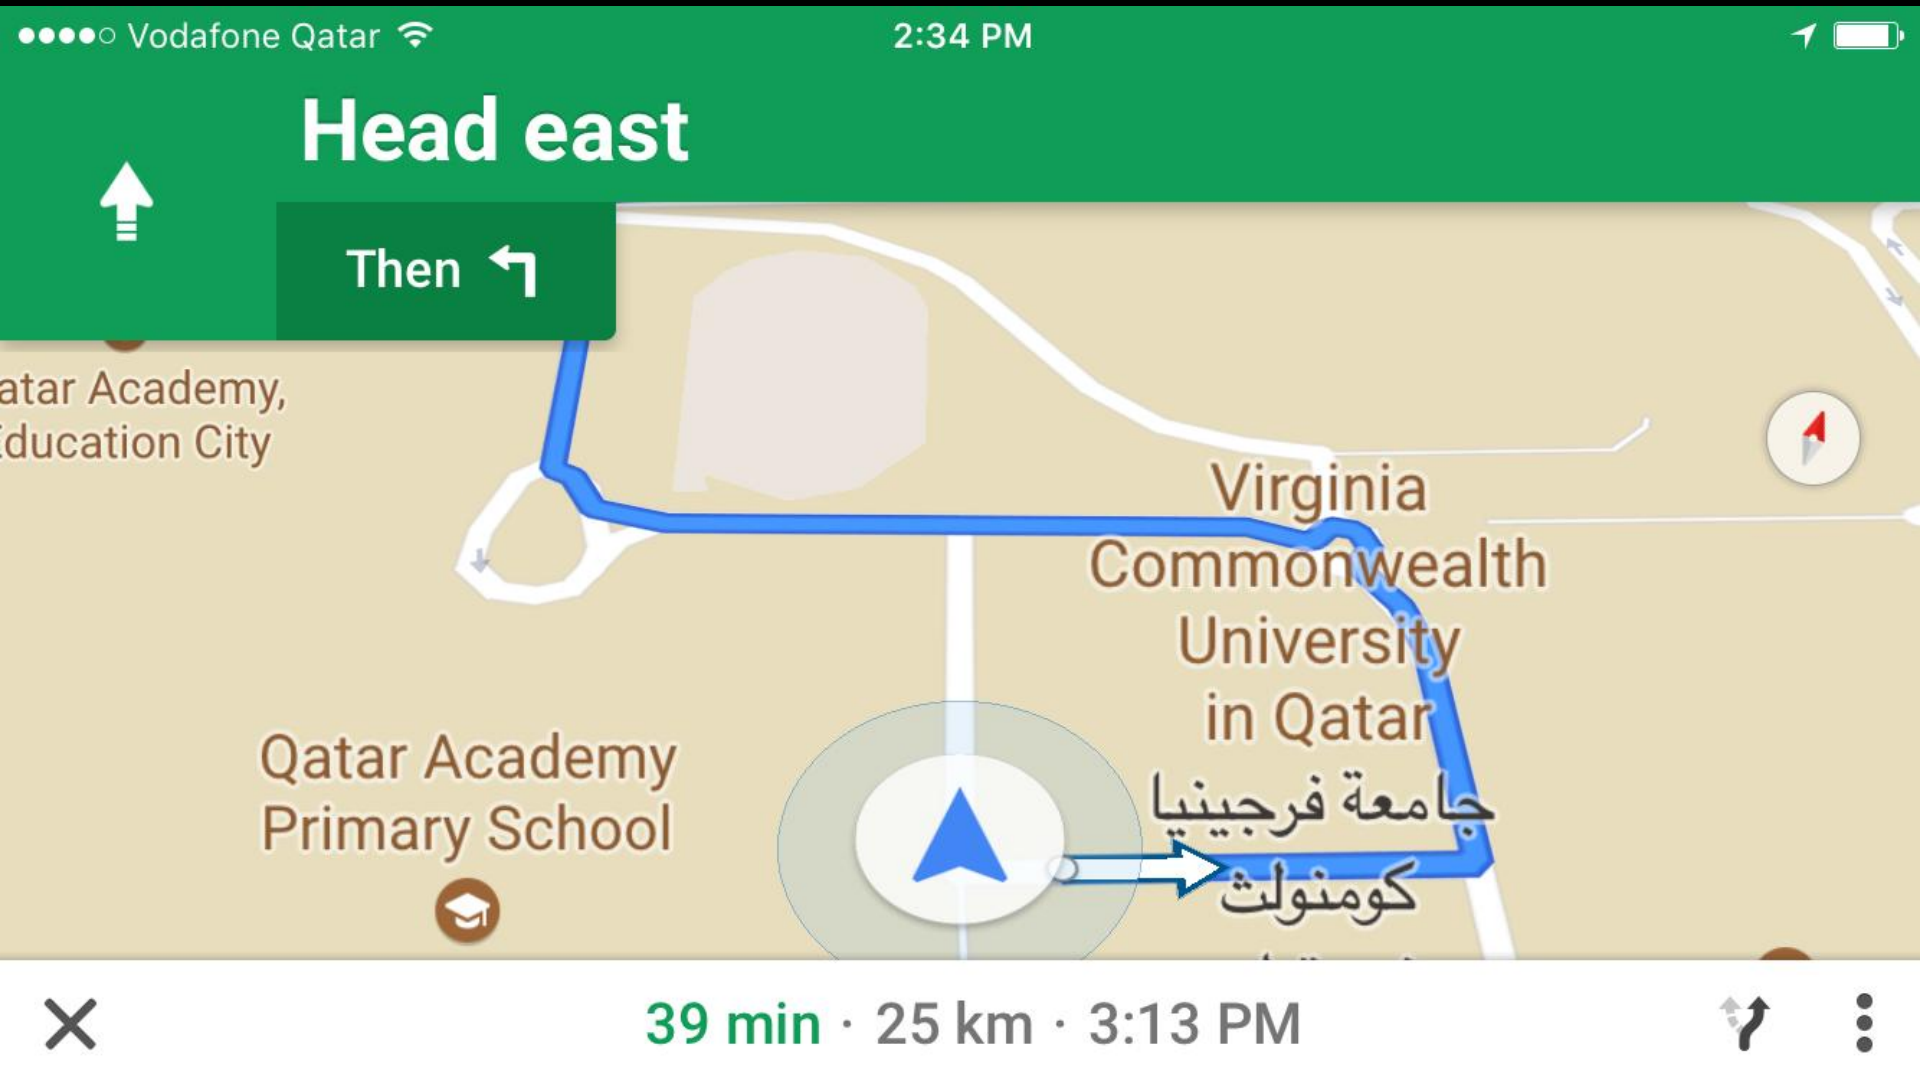 Vodafone Qatar
2:34 PM
Head east
Then
atar Academy,
Education City
Virginia
Commonwealth
University
in Qatar
جامعة فرجينيا
كومنولث
Qatar Academy
Primary School
39 min · 25 km · 3:13 PM